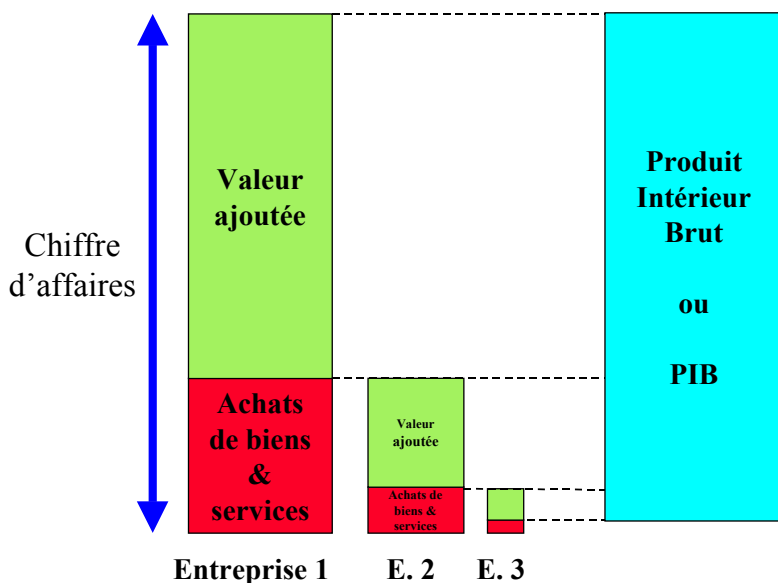 Chiffre
d’affaires
Valeur
ajoutée
Achats
de biens
&
services
Valeur
ajoutée
Achats de
biens &
services
Produit
Intérieur
Brut
ou
PIB
Entreprise 1
E. 2
E. 3